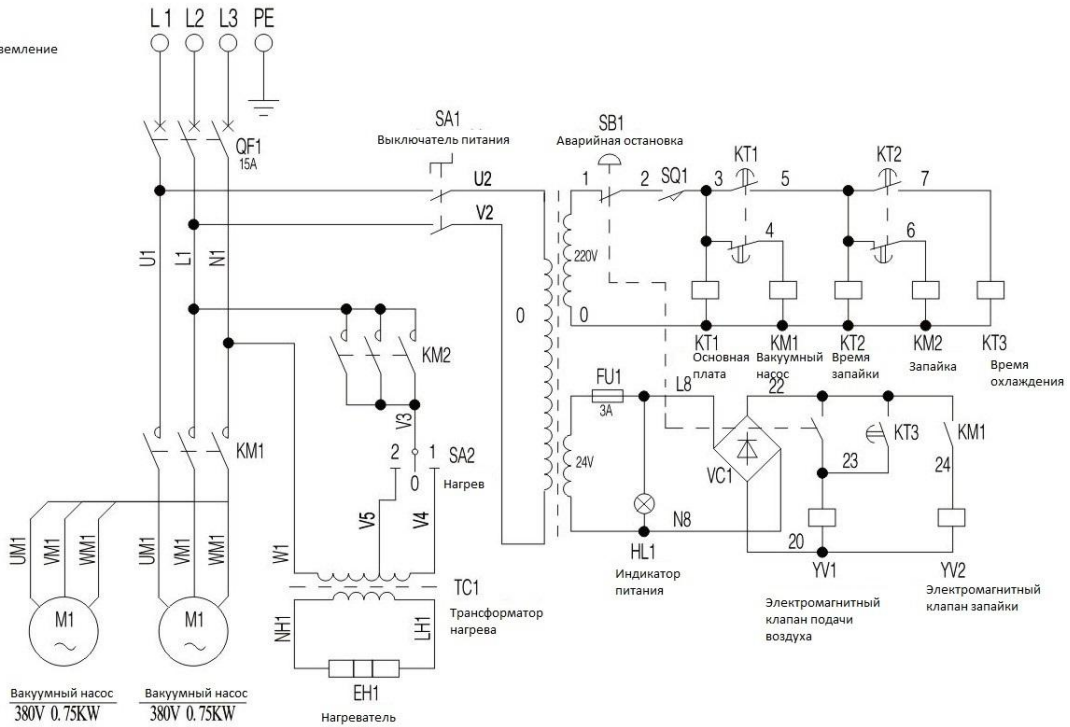 L1 L2 L3 PE
земление
SA1
Выключатель питания
SB1
Аварийная остановка
QF1
15A
KT1
KT2
U2
V2
1
2
SQ1
3
5
7
4
6
U1
L1
N1
220V
0
0
KM2
KT1
KM1
KT2
KM2
KT3
Основная плата
Вакуумный насос
Время запайки
Запайка
Время охлаждения
FU1
3A
L8
22
V3
KM1
2
1
SA2
0
Нагрев
24V
VC1
KT3
KM1
23
24
V5
V4
N8
20
HL1
Индикатор питания
YV1
YV2
Электромагнитный клапан подачи воздуха
Электромагнитный клапан запайки
UM1
VM1
WM1
UM1
VM1
WM1
W1
TC1
Трансформатор нагрева
M1
M1
NH1
LH1
EH1
Нагреватель
Вакуумный насос
380V 0.75KW
Вакуумный насос
380V 0.75KW